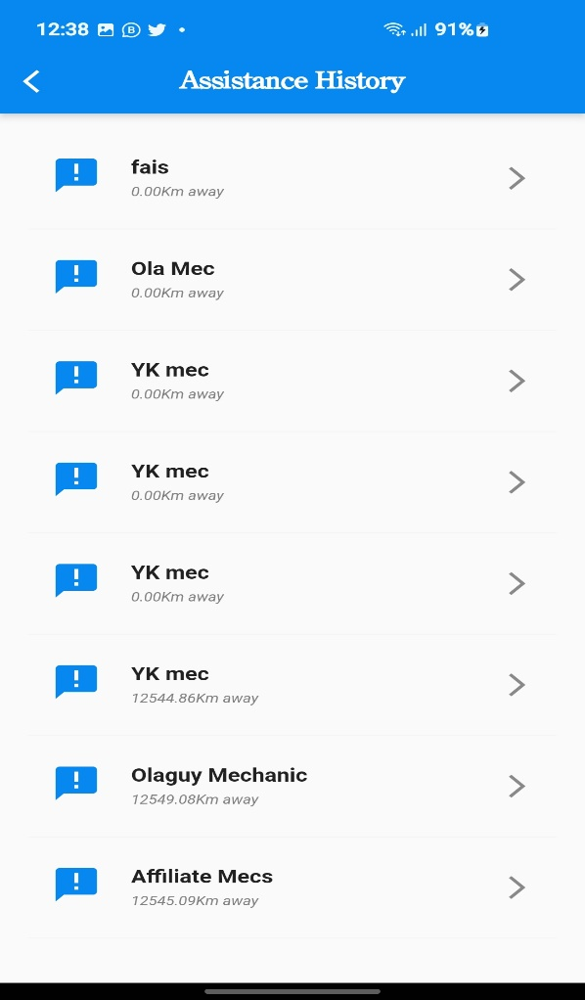 12:38 91%
Assistance History
fais
0.00Km away
Ola Mec
0.00Km away
YK mec
0.00Km away
YK mec
0.00Km away
YK mec
0.00Km away
YK mec
12544.86Km away
Olaguy Mechanic
12549.08Km away
Affiliate Mecs
12545.09Km away